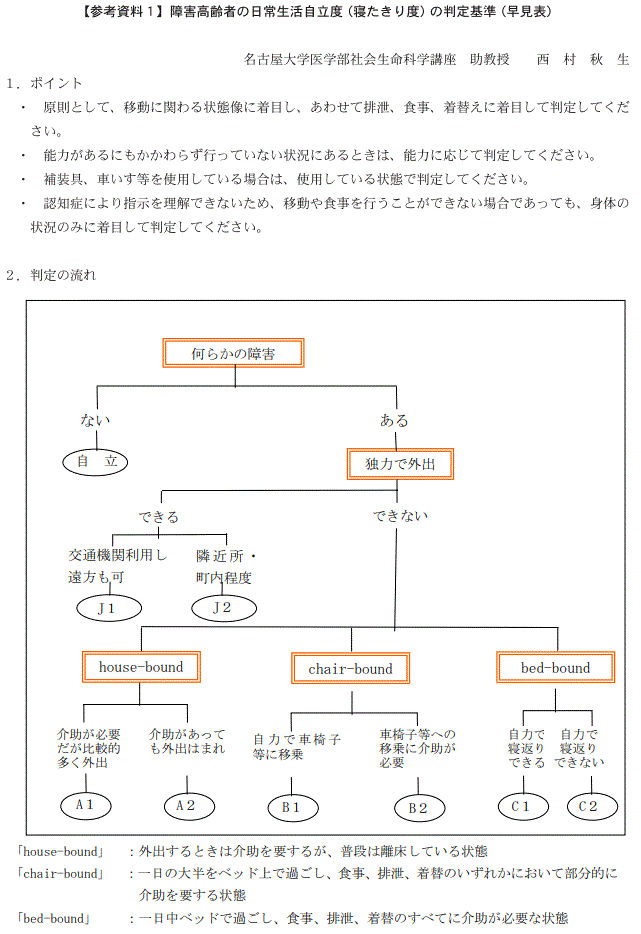 【参考資料１】障害高齢者の日常生活自立度（寝たきり度）の判定基準（早見表）
名古屋大学医学部社会生命科学講座　助教授　　西　村　秋　生
１．ポイント
・　原則として、移動に関わる状態像に着目し、あわせて排泄、食事、着替えに着目して判定してくだ
さい。
・　能力があるにもかかわらず行っていない状況にあるときは、能力に応じて判定してください。
・　補装具、車いす等を使用している場合は、使用している状態で判定してください。
・　認知症により指示を理解できないため、移動や食事を行うことができない場合であっても、身体の
状況のみに着目して判定してください。
２．判定の流れ
何らかの障害
ない
ある
自　立
独力で外出
できる
できない
交通機関利用し
遠方も可
隣近所・
町内程度
Ｊ１
Ｊ２
house-bound
chair-bound
bed-bound
介助が必要
だが比較的
多く外出
介助があって
も外出はまれ
自力で車椅子
等に移乗
車椅子等への
移乗に介助が
必要
自力で
寝返り
できる
自力で
寝返り
できない
Ａ１
Ａ２
Ｂ１
Ｂ２
Ｃ１
Ｃ２
「house-bound」　：外出するときは介助を要するが、普段は離床している状態
「chair-bound」　：一日の大半をベッド上で過ごし、食事、排泄、着替のいずれかにおいて部分的に
介助を要する状態
「bed-bound」　：一日中ベッドで過ごし、食事、排泄、着替のすべてに介助が必要な状態